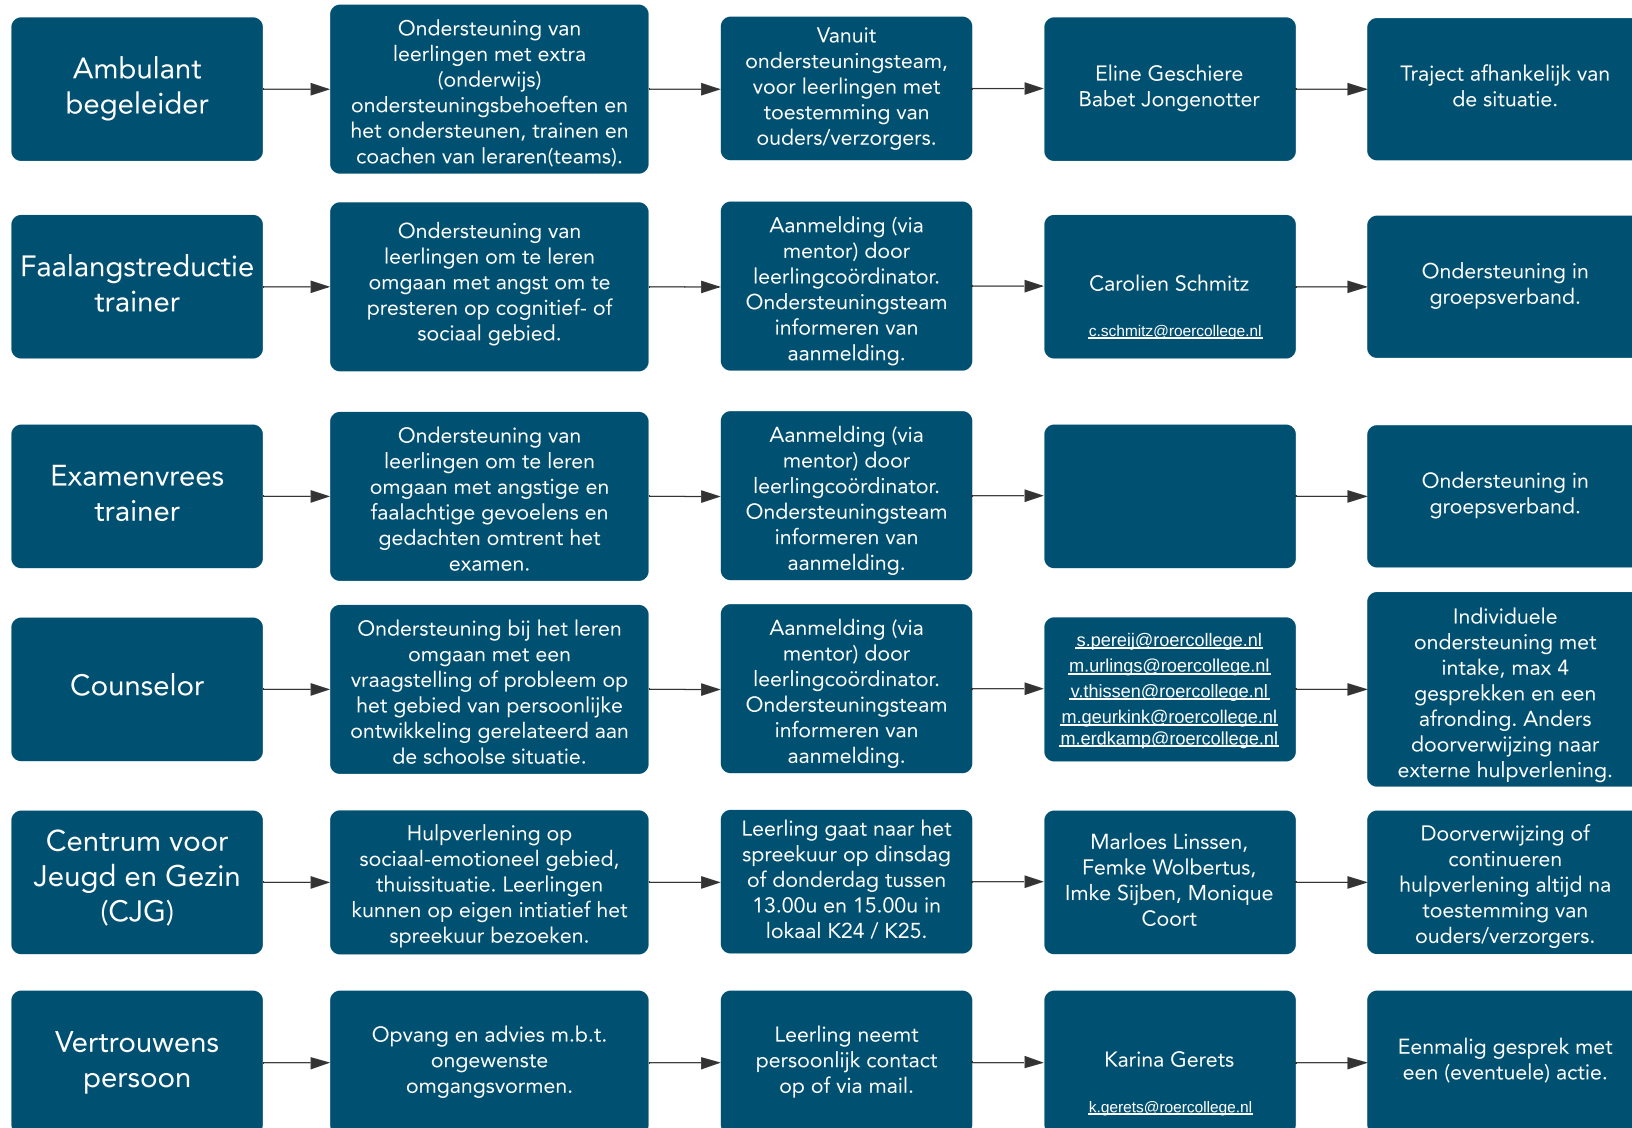 Ambulant
begeleider
Ondersteuning van
leerlingen met extra
(onderwijs)
ondersteuningsbehoeften en
het ondersteunen, trainen en
coachen van leraren(teams).
Vanuit
ondersteuningsteam,
voor leerlingen met
toestemming van
ouders/verzorgers.
Eline Geschiere
Babet Jongenotter
Traject afhankelijk van
de situatie.
Faalangstreductie
trainer
Ondersteuning van
leerlingen om te leren
omgaan met angst om te
presteren op cognitief- of
sociaal gebied.
Aanmelding (via
mentor) door
leerlingcoördinator.
Ondersteuningsteam
informeren van
aanmelding.
Carolien Schmitz
c.schmitz@roercollege.nl
Ondersteuning in
groepsverband.
Examenvrees
trainer
Ondersteuning van
leerlingen om te leren
omgaan met angstige en
faalachtige gevoelens en
gedachten omtrent het
examen.
Aanmelding (via
mentor) door
leerlingcoördinator.
Ondersteuningsteam
informeren van
aanmelding.
Ondersteuning in
groepsverband.
Counselor
Ondersteuning bij het leren
omgaan met een
vraagstelling of probleem op
het gebied van persoonlijke
ontwikkeling gerelateerd aan
de schoolse situatie.
Aanmelding (via
mentor) door
leerlingcoördinator.
Ondersteuningsteam
informeren van
aanmelding.
s.pereij@roercollege.nl
m.urlings@roercollege.nl
v.thissen@roercollege.nl
m.geurkink@roercollege.nl
m.erdkamp@roercollege.nl
Individuele
ondersteuning met
intake, max 4
gesprekken en een
afronding. Anders
doorverwijzing naar
externe hulpverlening.
Centrum voor
Jeugd en Gezin
(CJG)
Hulpverlening op
sociaal-emotioneel gebied,
thuissituatie. Leerlingen
kunnen op eigen intiatief het
spreekuur bezoeken.
Leerling gaat naar het
spreekuur op dinsdag
of donderdag tussen
13.00u en 15.00u in
lokaal K24 / K25.
Marloes Linssen,
Femke Wolbertus,
Imke Sijben, Monique
Coort
Doorverwijzing of
continueren
hulpverlening altijd na
toestemming van
ouders/verzorgers.
Vertrouwens
persoon
Opvang en advies m.b.t.
ongewenste
omgangsvormen.
Leerling neemt
persoonlijk contact
op of via mail.
Karina Gerets
k.gerets@roercollege.nl
Eenmalig gesprek met
een (eventuele) actie.